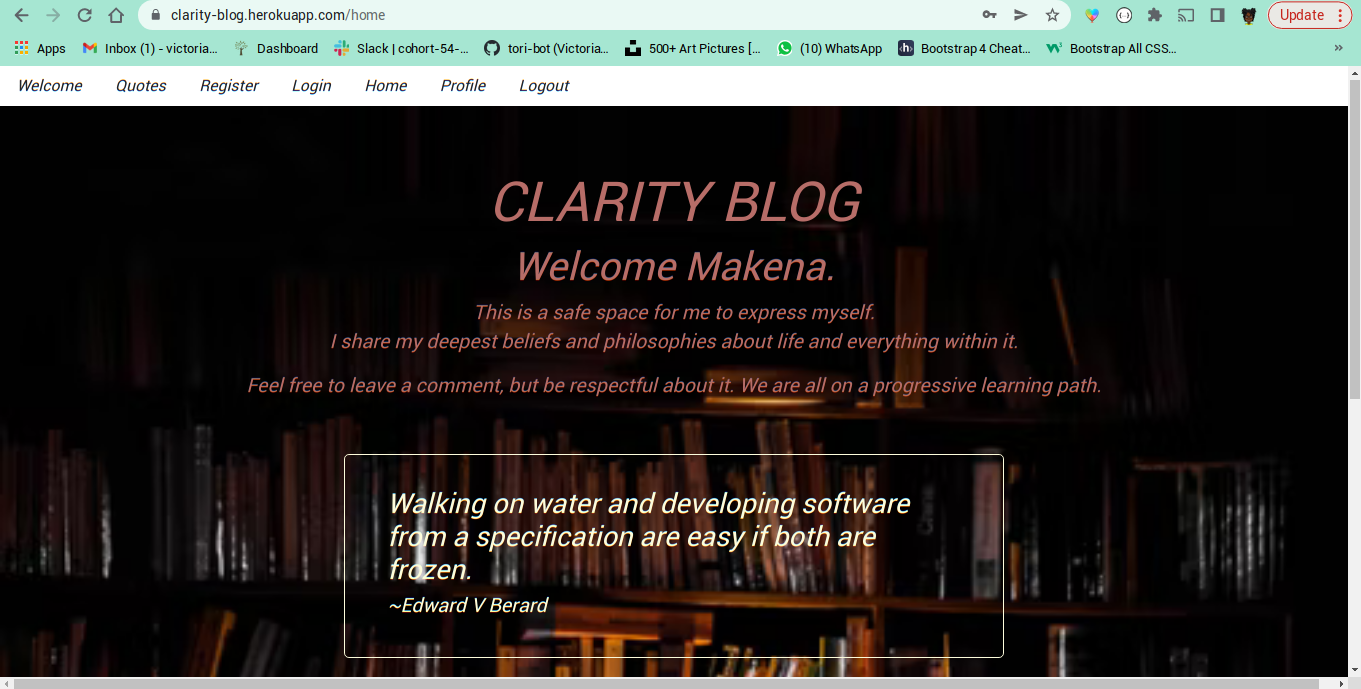 clarity-blog.herokuapp.com/home
Update
Apps
Inbox (1) - victoria...
Dashboard
Slack | cohort-54-...
tori-bot (Victoria...
500+ Art Pictures [...
(10) WhatsApp
Bootstrap 4 Cheat...
Bootstrap All CSS...
»
Welcome
Quotes
Register
Login
Home
Profile
Logout
CLARITY BLOG
Welcome Makena.
This is a safe space for me to express myself.
I share my deepest beliefs and philosophies about life and everything within it.
Feel free to leave a comment, but be respectful about it. We are all on a progressive learning path.
Walking on water and developing software
from a specification are easy if both are
frozen.
~Edward V Berard